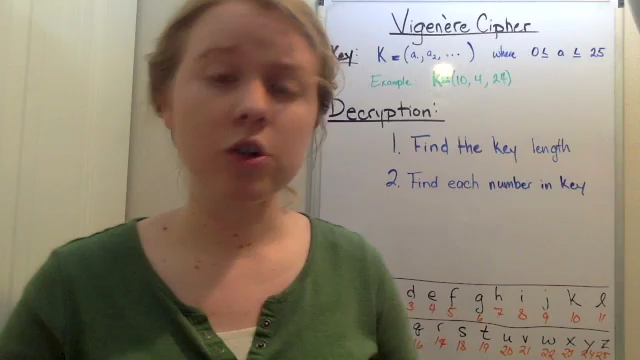 Vigenère Cipher
Key: K = (a₁, a₂, ...) where 0 ≤ a ≤ 25
Example (10, 4, 24)
Decryption:
1. Find the key length
2. Find each number in key
d e f g h i j k l
3 4 5 6 7 8 9 10 11
q r s t u v w x y z
16 17 18 19 20 21 22 23 24 25